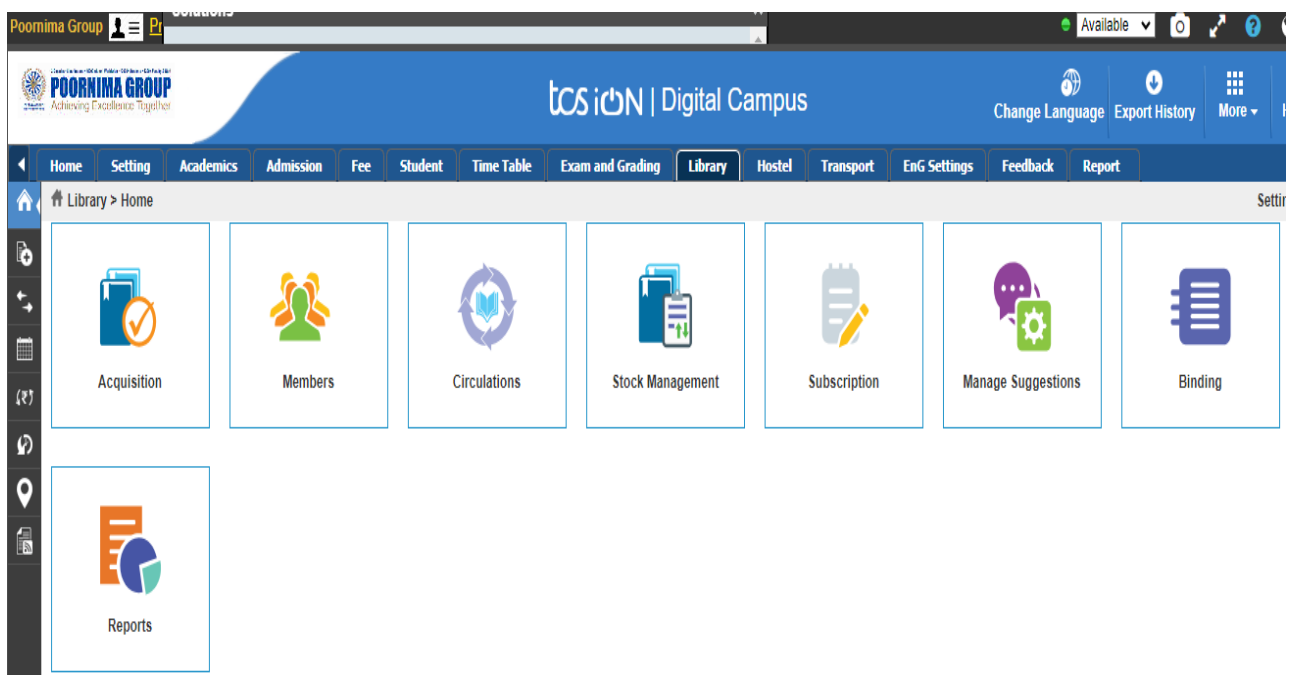 Poornima Group Pr Solutions Available
POORNIMA GROUP
Achieving Excellence Together
tcs iON | Digital Campus
Change Language Export History More
Home Setting Academics Admission Fee Student Time Table Exam and Grading Library Hostel Transport EnG Settings Feedback Report
Library > Home
Acquisition Members Circulations Stock Management Subscription Manage Suggestions Binding
Reports